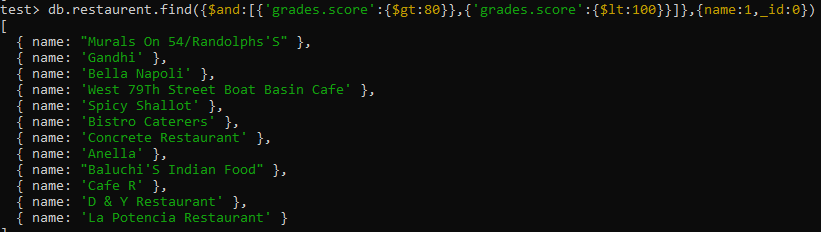 test> db.restaurent.find({$and:[{'grades.score':{$gt:80}},{'grades.score':{$lt:100}}]},{name:1,_id:0})
[
  { name: "Murals On 54/Randolphs'S" },
  { name: 'Gandhi' },
  { name: 'Bella Napoli' },
  { name: 'West 79Th Street Boat Basin Cafe' },
  { name: 'Spicy Shallot' },
  { name: 'Bistro Caterers' },
  { name: 'Concrete Restaurant' },
  { name: 'Anella' },
  { name: "Baluchi'S Indian Food" },
  { name: 'Cafe R' },
  { name: 'D & Y Restaurant' },
  { name: 'La Potencia Restaurant' }
]